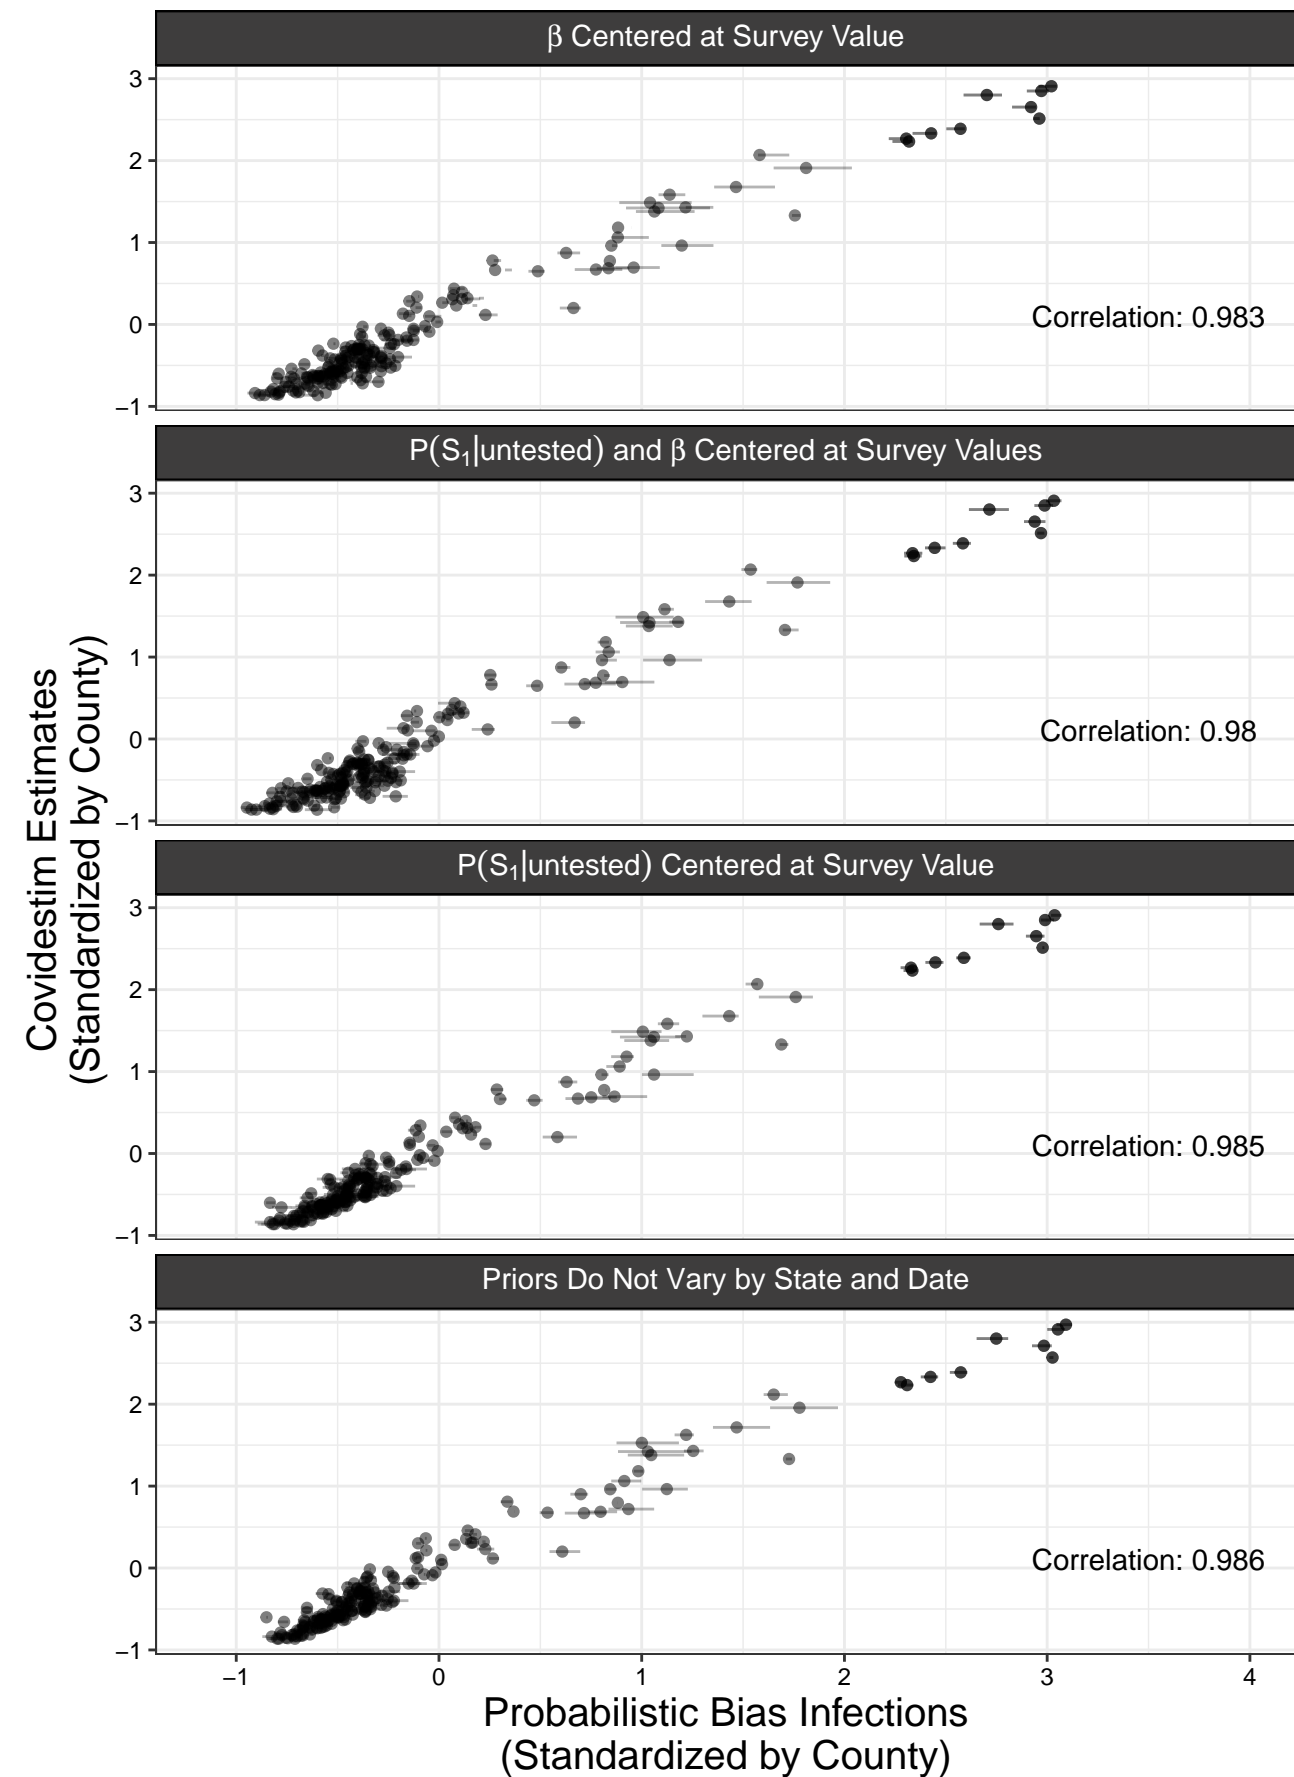 β Centered at Survey Value
3
2
1
0
−1
Correlation: 0.983
P(S₁|untested) and β Centered at Survey Values
3
2
1
0
−1
Correlation: 0.98
P(S₁|untested) Centered at Survey Value
3
2
1
0
−1
Correlation: 0.985
Priors Do Not Vary by State and Date
3
2
1
0
−1
Correlation: 0.986
−1 0 1 2 3 4
Probabilistic Bias Infections
(Standardized by County)
Covidestim Estimates
(Standardized by County)